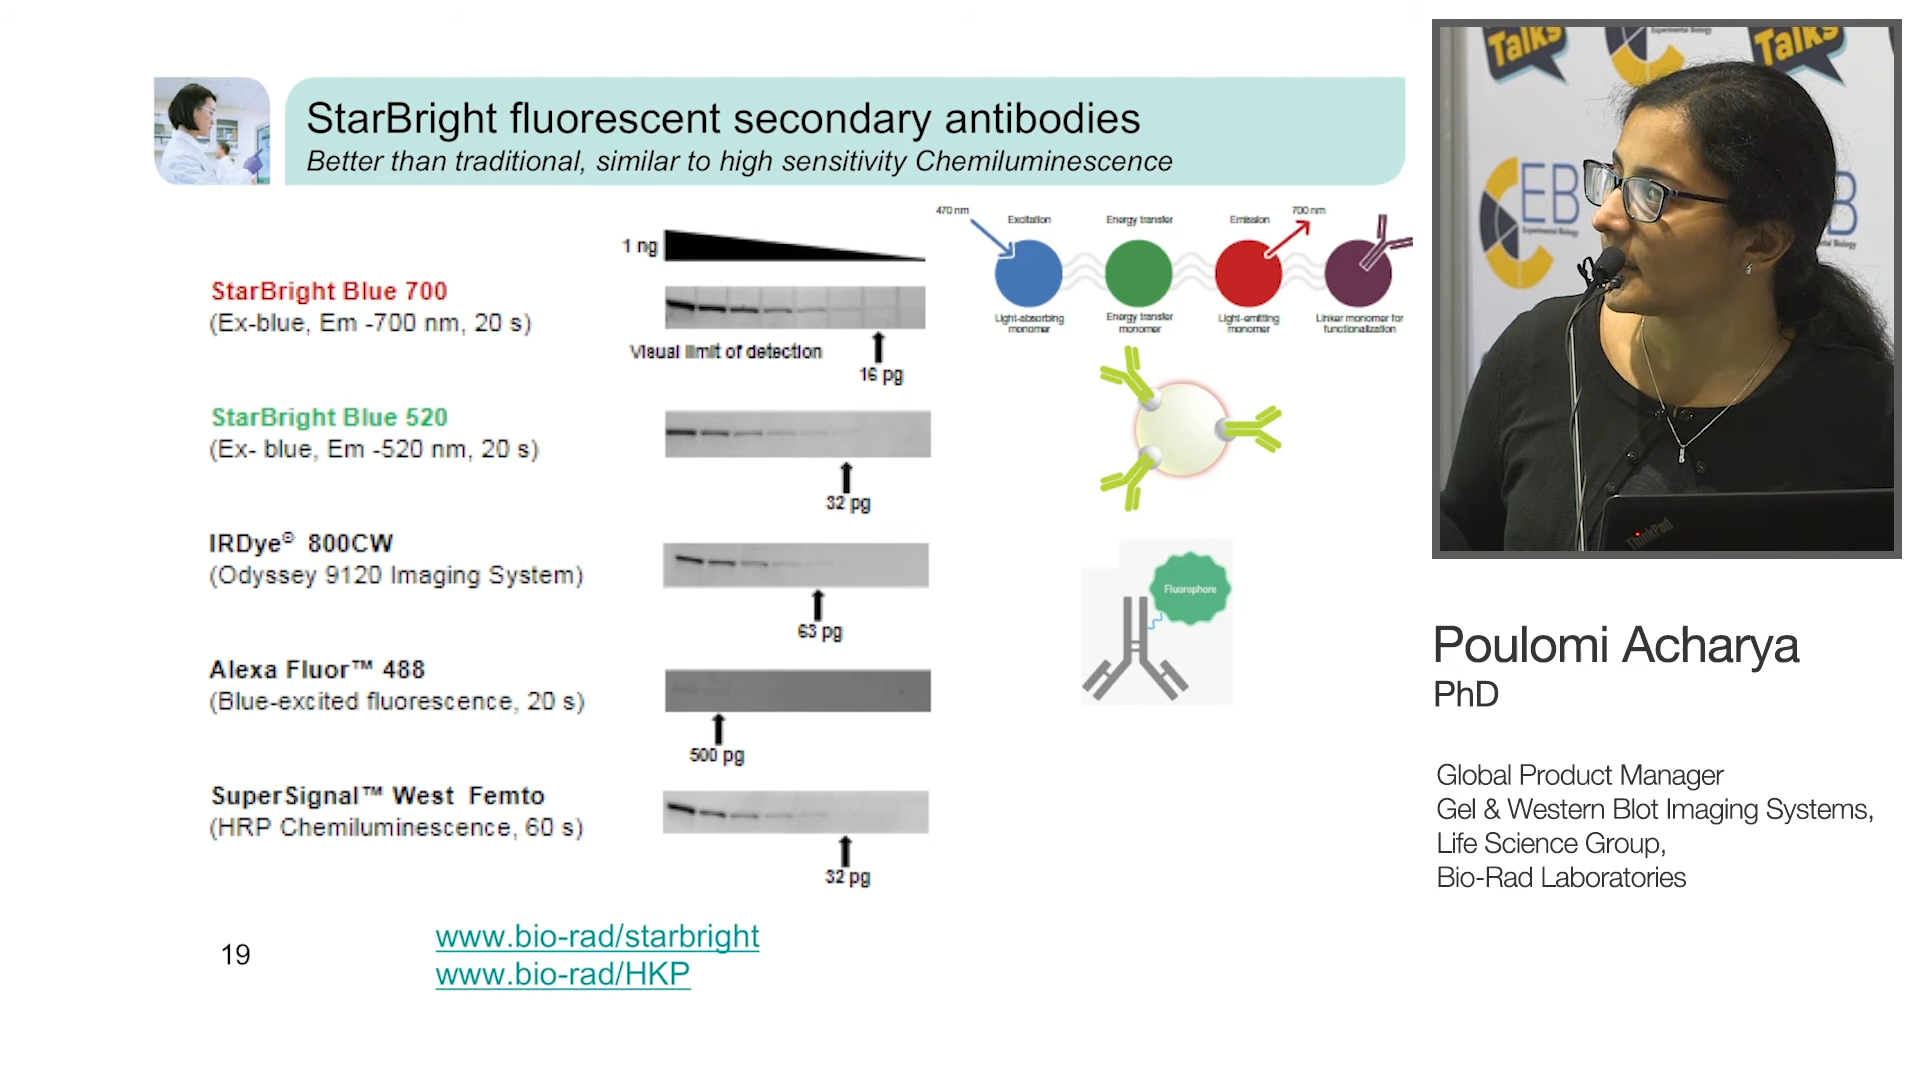 StarBright fluorescent secondary antibodies
Better than traditional, similar to high sensitivity Chemiluminescence
1 ng
StarBright Blue 700
(Ex-blue, Em -700 nm, 20 s)
Visual limit of detection
16 pg
StarBright Blue 520
(Ex- blue, Em -520 nm, 20 s)
32 pg
IRDye® 800CW
(Odyssey 9120 Imaging System)
63 pg
Alexa Fluor™ 488
(Blue-excited fluorescence, 20 s)
500 pg
SuperSignal™ West Femto
(HRP Chemiluminescence, 60 s)
32 pg
470 nm
Excitation
Energy transfer
Emission
700 nm
Light-absorbing
monomer
Energy transfer
monomer
Light-emitting
monomer
Linker monomer for
functionalization
Fluorophore
19
www.bio-rad/starbright
www.bio-rad/HKP
Talks
Experimental Biology
Talks
EB
Experimental Biology
B
ThinkPad
Poulomi Acharya
PhD
Global Product Manager
Gel & Western Blot Imaging Systems,
Life Science Group,
Bio-Rad Laboratories